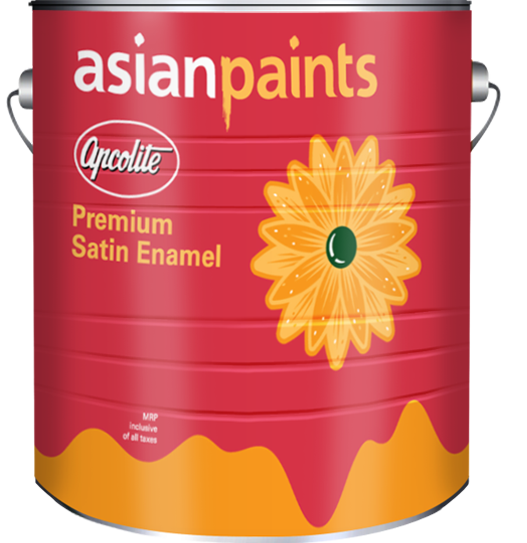 asianpaints
apcolite
Premium
Satin Enamel
MRP
inclusive
of all taxes